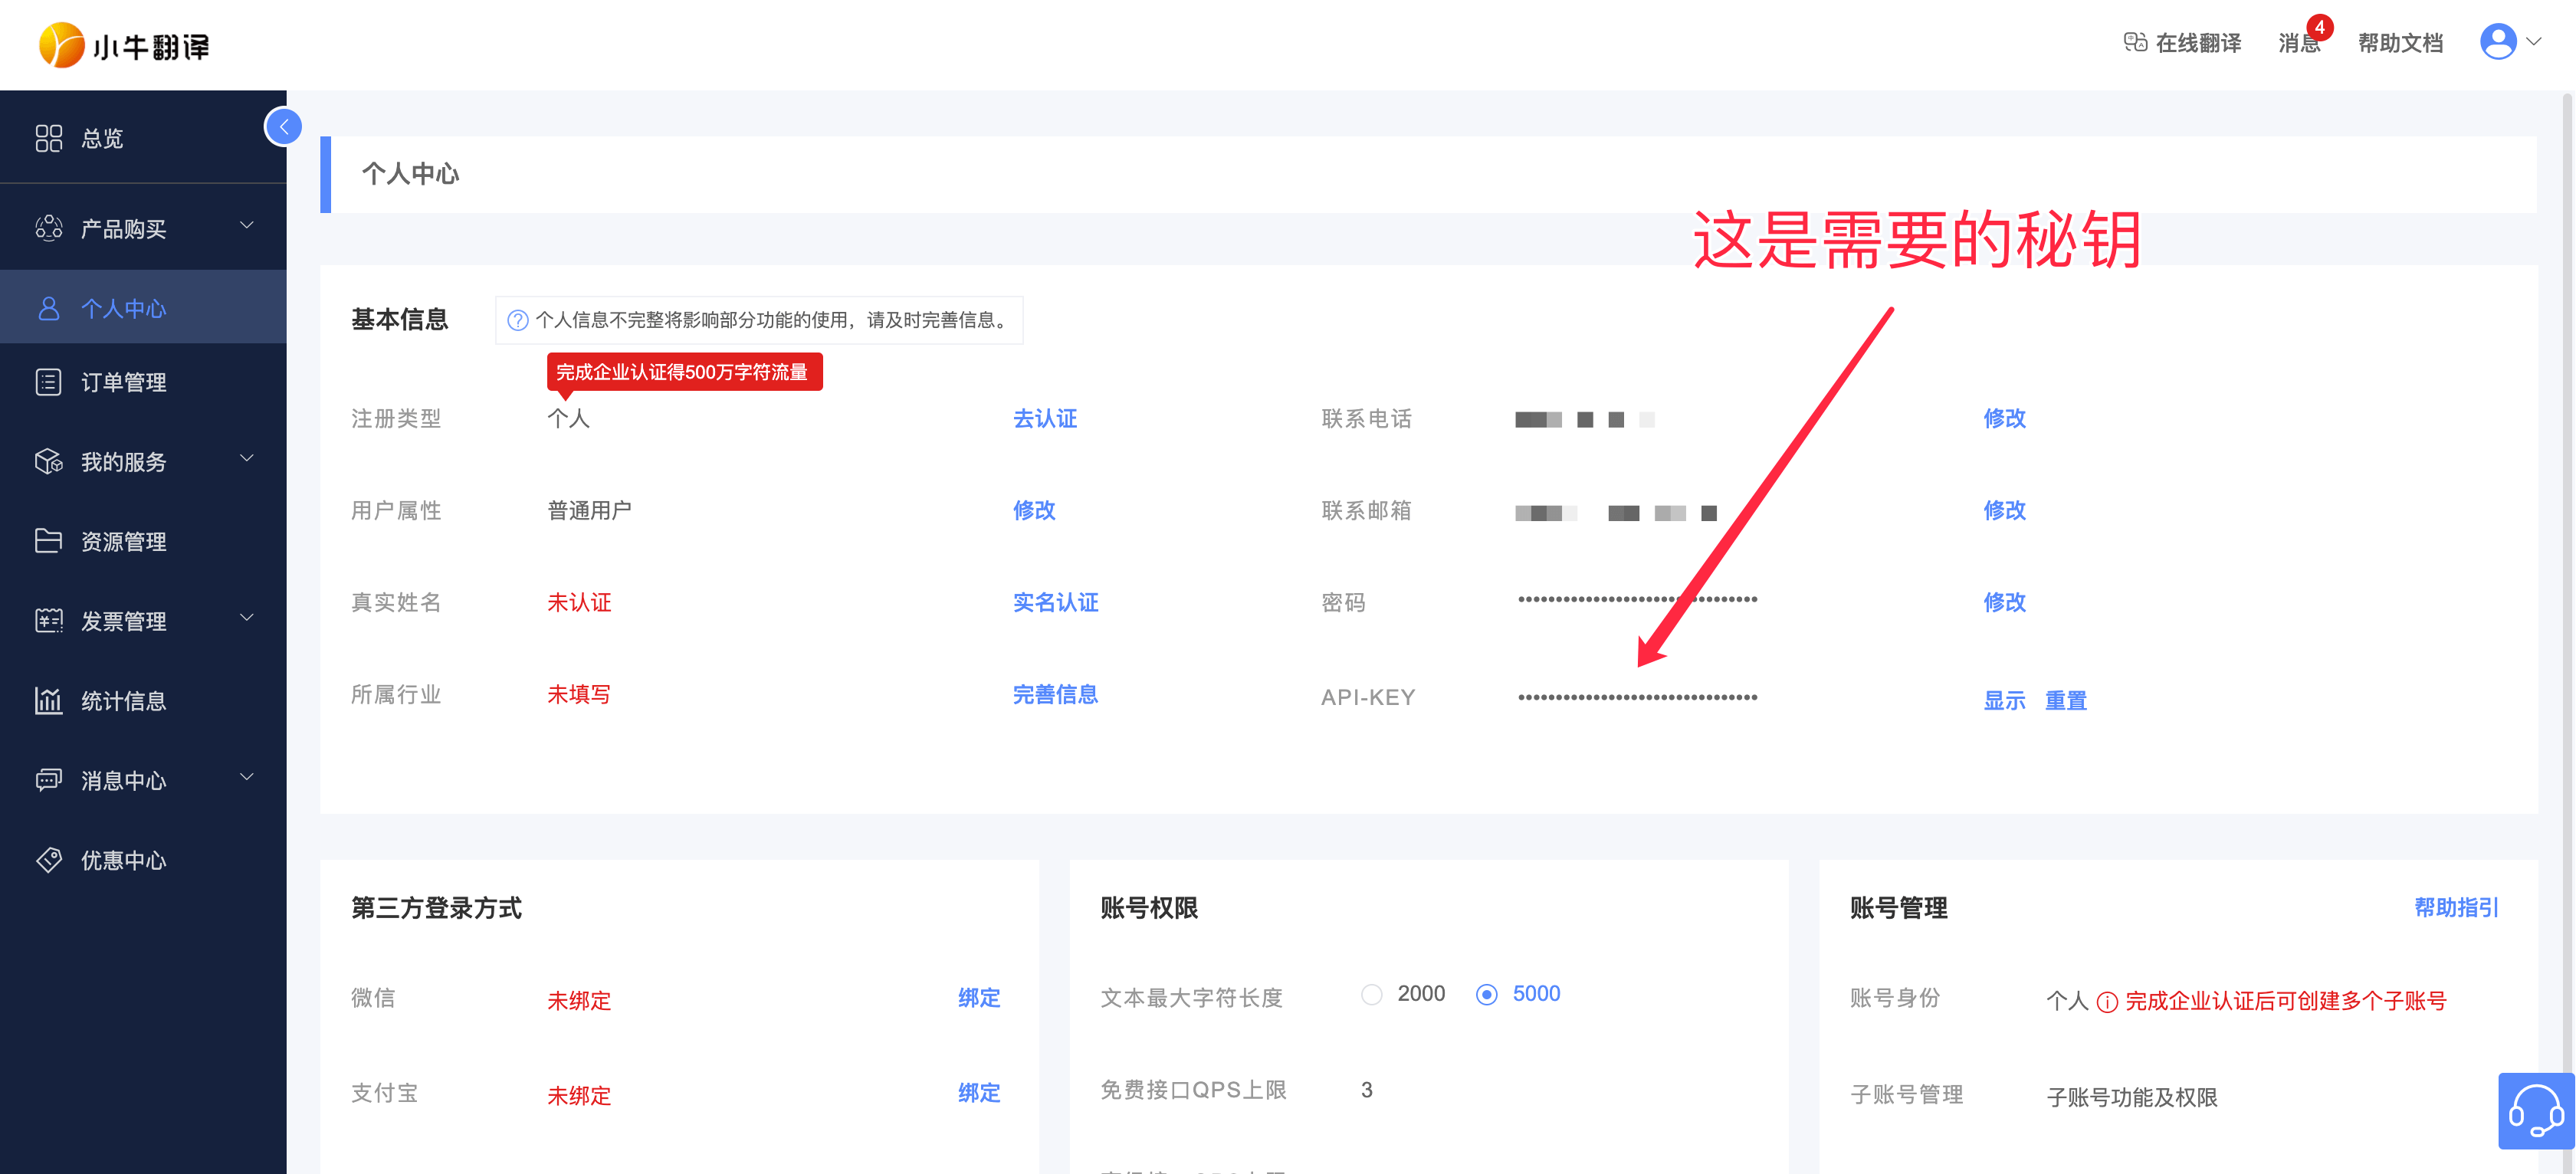 小牛翻译
在线翻译
消息
4
帮助文档
总览
产品购买
个人中心
订单管理
我的服务
资源管理
发票管理
统计信息
消息中心
优惠中心
个人中心
这是需要的秘钥
基本信息
个人信息不完整将影响部分功能的使用，请及时完善信息。
完成企业认证得500万字符流量
注册类型 个人 去认证
联系电话 修改
用户属性 普通用户 修改
联系邮箱 修改
真实姓名 未认证 实名认证
密码 ································ 修改
所属行业 未填写 完善信息
API-KEY ································ 显示 重置
第三方登录方式
微信 未绑定 绑定
支付宝 未绑定 绑定
账号权限
文本最大字符长度 2000 5000
免费接口QPS上限 3
账号管理 帮助指引
账号身份 个人 完成企业认证后可创建多个子账号
子账号管理 子账号功能及权限